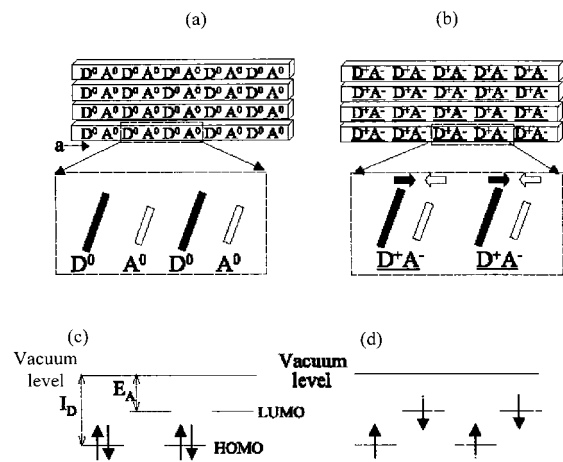 (a)
D⁰ A⁰ D⁰ A⁰ D⁰ A⁰ D⁰ A⁰ D⁰ A⁰
D⁰ A⁰ D⁰ A⁰ D⁰ A⁰ D⁰ A⁰ D⁰ A⁰
D⁰ A⁰ D⁰ A⁰ D⁰ A⁰ D⁰ A⁰ D⁰ A⁰
D⁰ A⁰ D⁰ A⁰ D⁰ A⁰ D⁰ A⁰ D⁰ A⁰
a
D⁰ A⁰ D⁰ A⁰
(b)
D⁺A⁻ D⁺A⁻ D⁺A⁻ D⁺A⁻ D⁺A⁻
D⁺A⁻ D⁺A⁻ D⁺A⁻ D⁺A⁻ D⁺A⁻
D⁺A⁻ D⁺A⁻ D⁺A⁻ D⁺A⁻ D⁺A⁻
D⁺A⁻ D⁺A⁻ D⁺A⁻ D⁺A⁻ D⁺A⁻
D⁺A⁻ D⁺A⁻
(c)
Vacuum
level
I_D
E_A
LUMO
HOMO
(d)
Vacuum
level